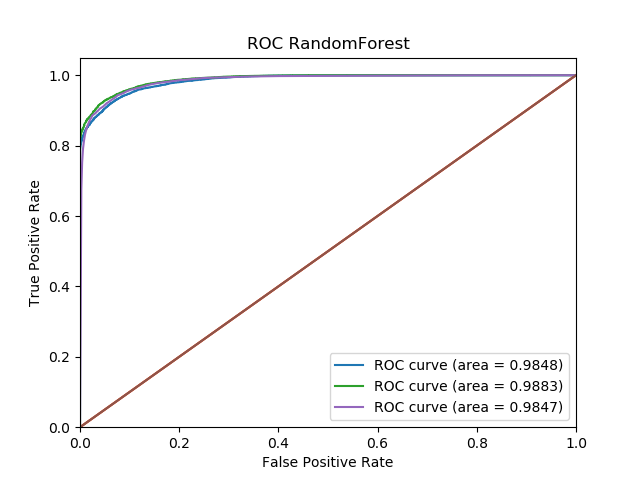 ROC RandomForest
1.0
0.8
0.6
0.4
0.2
0.0
True Positive Rate
ROC curve (area = 0.9848)
ROC curve (area = 0.9883)
ROC curve (area = 0.9847)
0.0 0.2 0.4 0.6 0.8 1.0
False Positive Rate